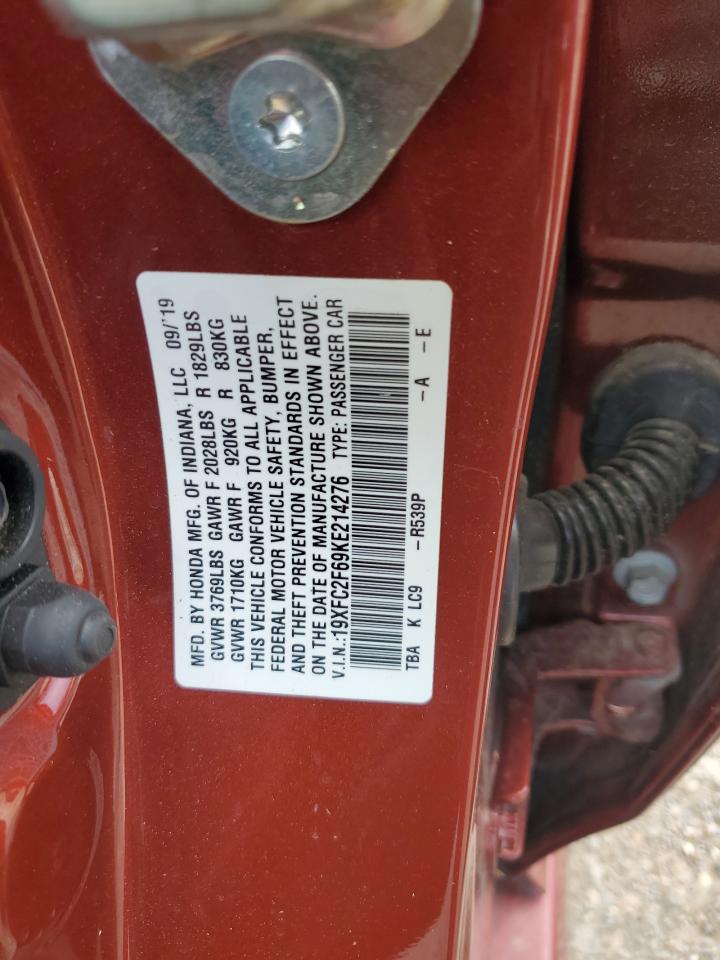 MFD. BY HONDA MFG. OF INDIANA, LLC 09/'19
GVWR 3769LBS GAWR F 2028LBS R 1829LBS
GVWR 1710KG GAWR F 920KG R 830KG
THIS VEHICLE CONFORMS TO ALL APPLICABLE
FEDERAL MOTOR VEHICLE SAFETY, BUMPER,
AND THEFT PREVENTION STANDARDS IN EFFECT
ON THE DATE OF MANUFACTURE SHOWN ABOVE.
V.I.N.:19XFC2F69KE214276 TYPE: PASSENGER CAR
TBA K LC9 -R539P -A -E